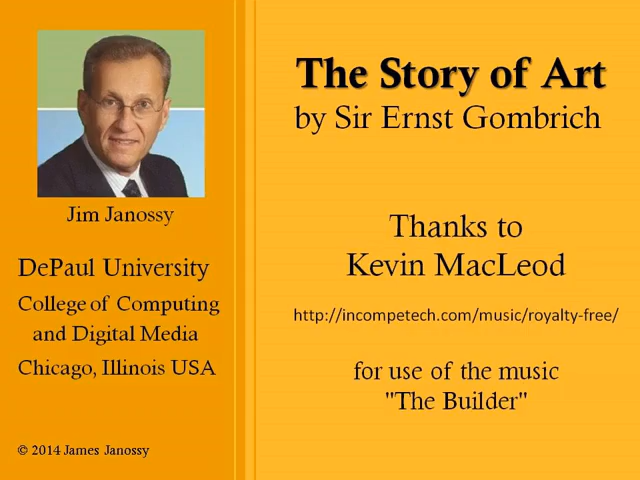 Jim Janossy
DePaul University
College of Computing
and Digital Media
Chicago, Illinois USA
© 2014 James Janossy
The Story of Art
by Sir Ernst Gombrich
Thanks to
Kevin MacLeod
http://incompetech.com/music/royalty-free/
for use of the music
"The Builder"